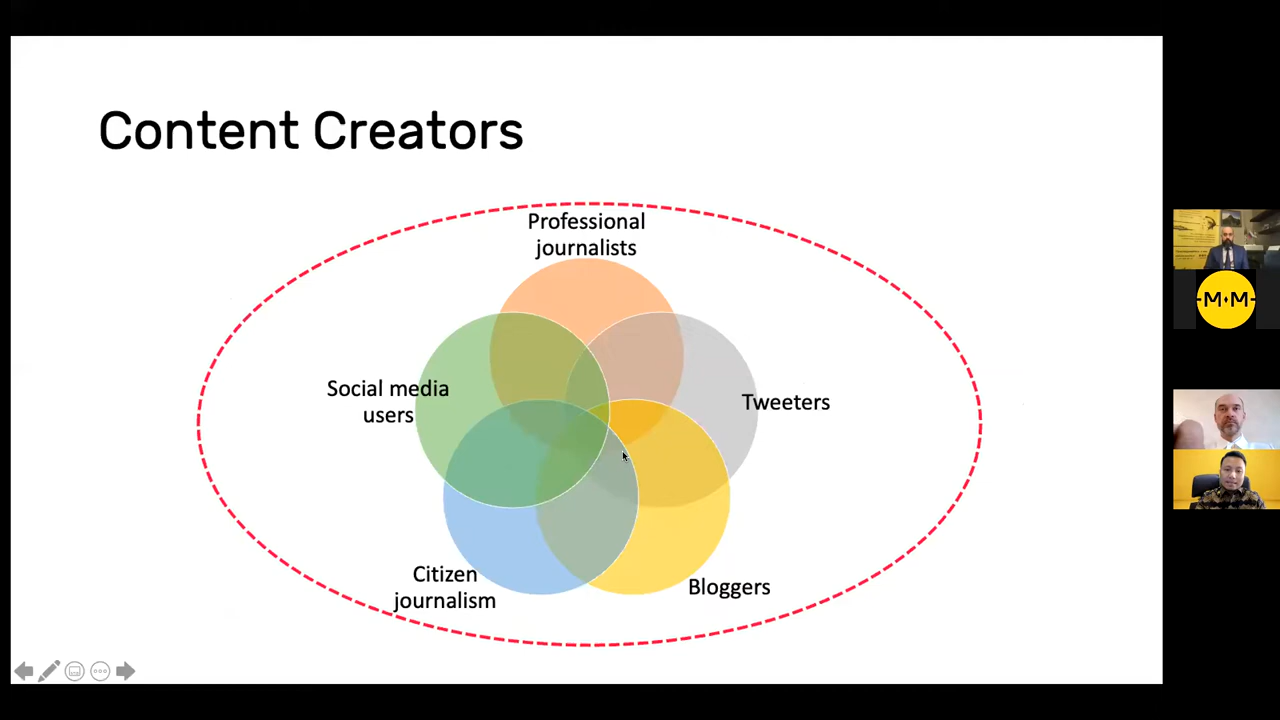 Content Creators
Professional
journalists
Social media
users
Tweeters
Citizen
journalism
Bloggers
M♦M